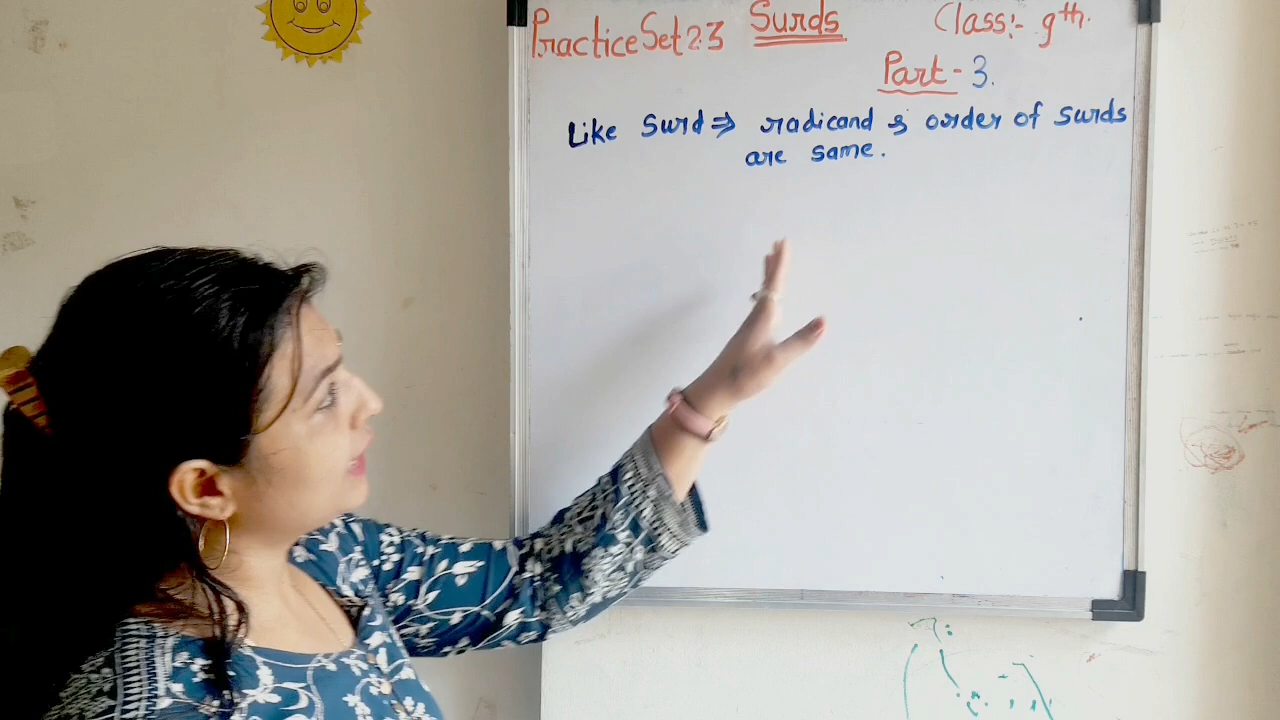 Practice Set 2.3 Surds Class:- 9th.
Part - 3.
Like Surd ⇒ radicand & order of surds
are same.